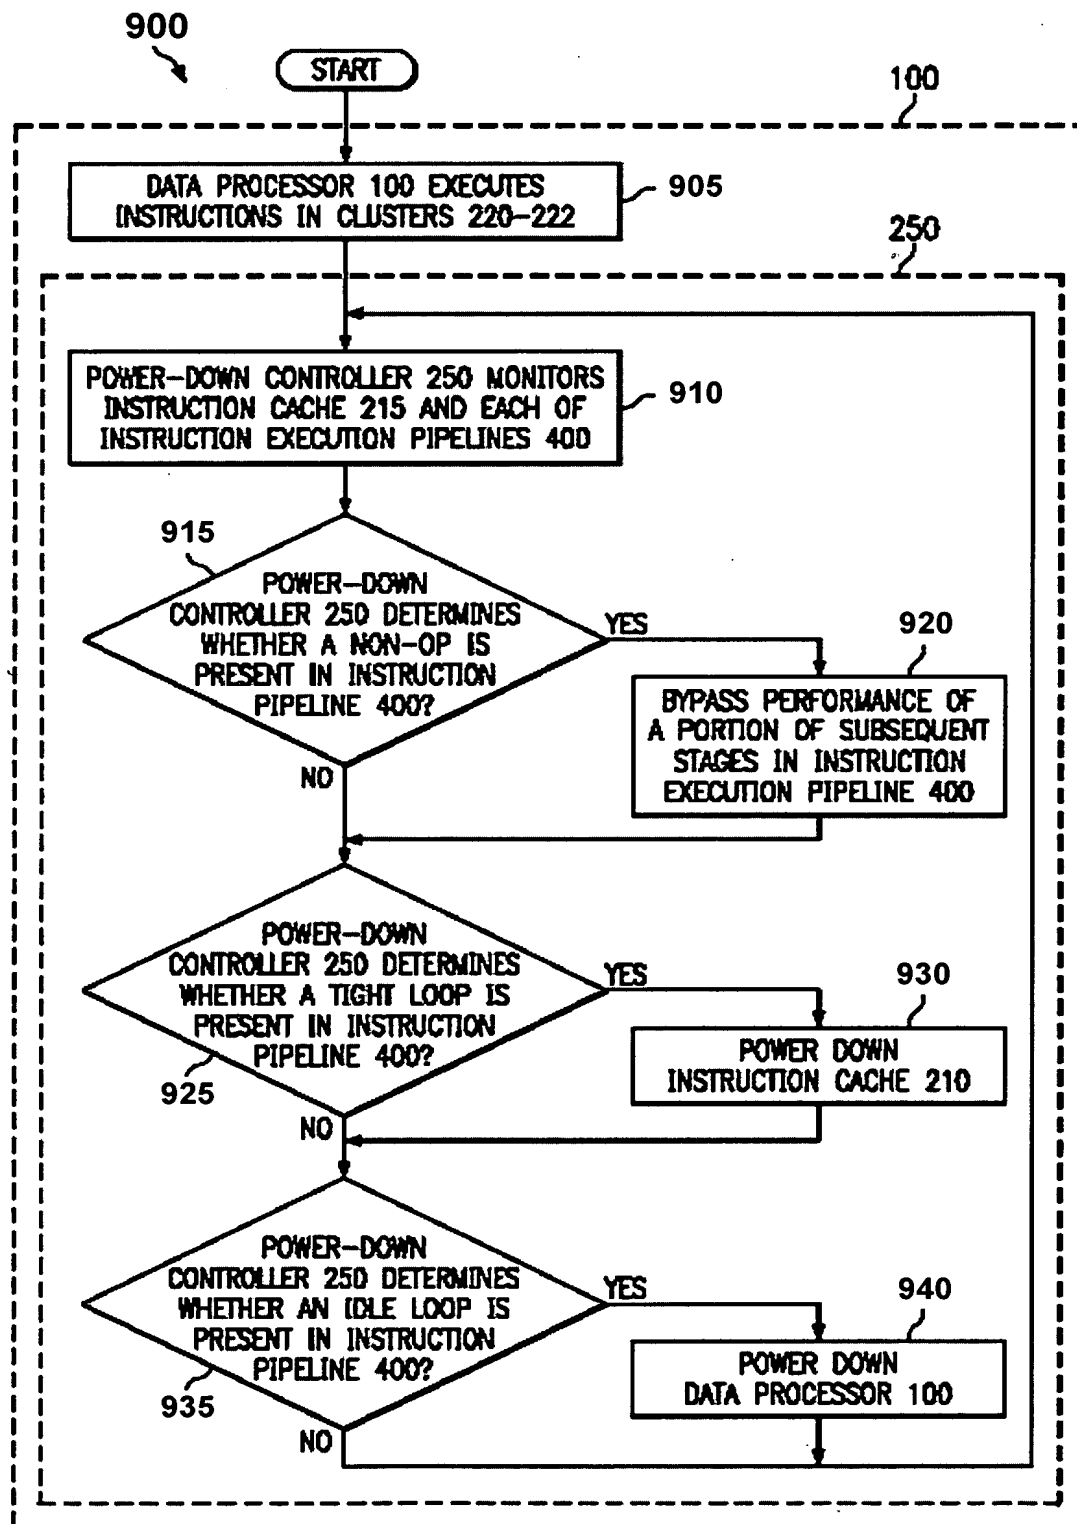 900
START
100
DATA PROCESSOR 100 EXECUTES
INSTRUCTIONS IN CLUSTERS 220-222
905
250
POWER-DOWN CONTROLLER 250 MONITORS
INSTRUCTION CACHE 215 AND EACH OF
INSTRUCTION EXECUTION PIPELINES 400
910
915
POWER-DOWN
CONTROLLER 250 DETERMINES
WHETHER A NON-OP IS
PRESENT IN INSTRUCTION
PIPELINE 400?
YES
NO
920
BYPASS PERFORMANCE OF
A PORTION OF SUBSEQUENT
STAGES IN INSTRUCTION
EXECUTION PIPELINE 400
POWER-DOWN
CONTROLLER 250 DETERMINES
WHETHER A TIGHT LOOP IS
PRESENT IN INSTRUCTION
PIPELINE 400?
925
YES
NO
930
POWER DOWN
INSTRUCTION CACHE 210
POWER-DOWN
CONTROLLER 250 DETERMINES
WHETHER AN IDLE LOOP IS
PRESENT IN INSTRUCTION
PIPELINE 400?
935
YES
NO
940
POWER DOWN
DATA PROCESSOR 100